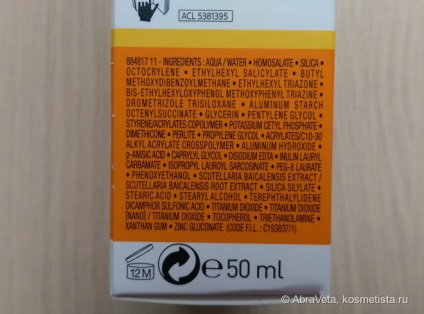 ACL 5381395
884817 11 - INGREDIENTS : AQUA / WATER • HOMOSALATE • SILICA •
OCTOCRYLENE • ETHYLHEXYL SALICYLATE • BUTYL
METHOXYDIBENZOYLMETHANE • ETHYLHEXYL TRIAZONE •
BIS-ETHYLHEXYLOXYPHENOL METHOXYPHENYL TRIAZINE •
DROMETRIZOLE TRISILOXANE • ALUMINUM STARCH
OCTENYLSUCCINATE • GLYCERIN • PENTYLENE GLYCOL •
STYRENE/ACRYLATES COPOLYMER • POTASSIUM CETYL PHOSPHATE •
DIMETHICONE • PERLITE • PROPYLENE GLYCOL • ACRYLATES/C10-30
ALKYL ACRYLATE CROSSPOLYMER • ALUMINUM HYDROXIDE •
p-ANISIC ACID • CAPRYLYL GLYCOL • DISODIUM EDTA • INULIN LAURYL
CARBAMATE • ISOPROPYL LAUROYL SARCOSINATE • PEG-8 LAURATE
• PHENOXYETHANOL • SCUTELLARIA BAICALENSIS EXTRACT /
SCUTELLARIA BAICALENSIS ROOT EXTRACT • SILICA SILYLATE •
STEARIC ACID • STEARYL ALCOHOL • TEREPHTHALYLIDENE
DICAMPHOR SULFONIC ACID • TITANIUM DIOXIDE • TITANIUM DIOXIDE
[NANO] / TITANIUM DIOXIDE • TOCOPHEROL • TRIETHANOLAMINE •
XANTHAN GUM • ZINC GLUCONATE. (CODE F.I.L. : C193837/1)
12M e 50 ml
© AbraVeta, kosmetista.ru